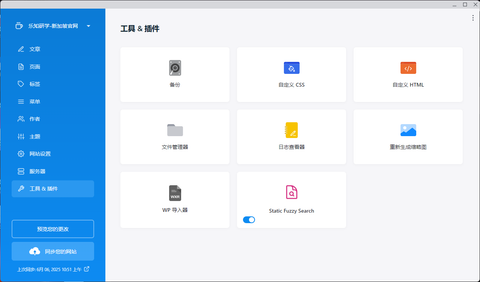 乐知研学-新加坡官网
文章
页面
标签
菜单
作者
主题
网站设置
服务器
工具 & 插件
预览您的更改
同步您的网站
上次同步: 6月 06, 2025 10:51 上午
工具 & 插件
备份
自定义 CSS
自定义 HTML
文件管理器
日志查看器
重新生成缩略图
WP 导入器
Static Fuzzy Search